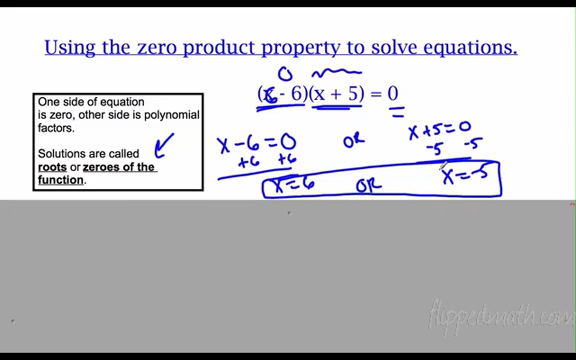 Using the zero product property to solve equations.
0
(x - 6)(x + 5) = 0
One side of equation
is zero, other side is polynomial
factors.
Solutions are called
roots or zeroes of the
function.
x-6=0 OR x+5=0
+6 +6 -5 -5
x=6 OR x=-5
flippedmath.com